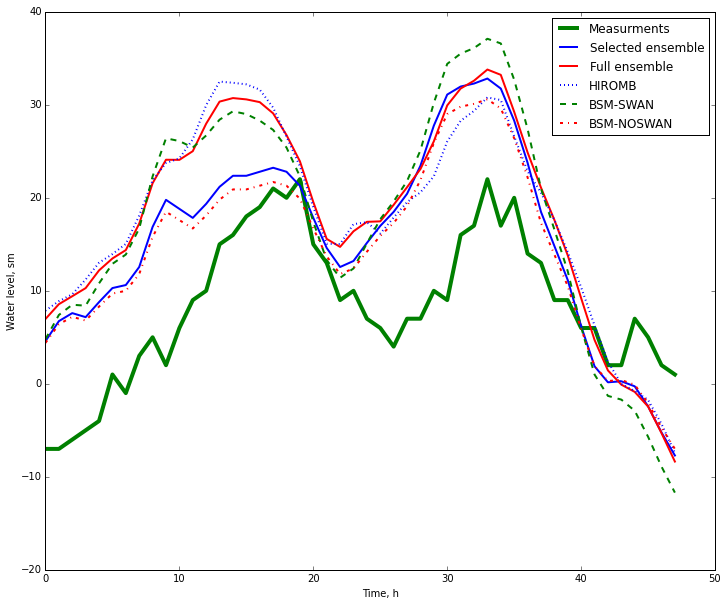 40
30
20
10
0
−10
−20
Water level, sm
0
10
20
30
40
50
Time, h
Measurments
Selected ensemble
Full ensemble
HIROMB
BSM-SWAN
BSM-NOSWAN